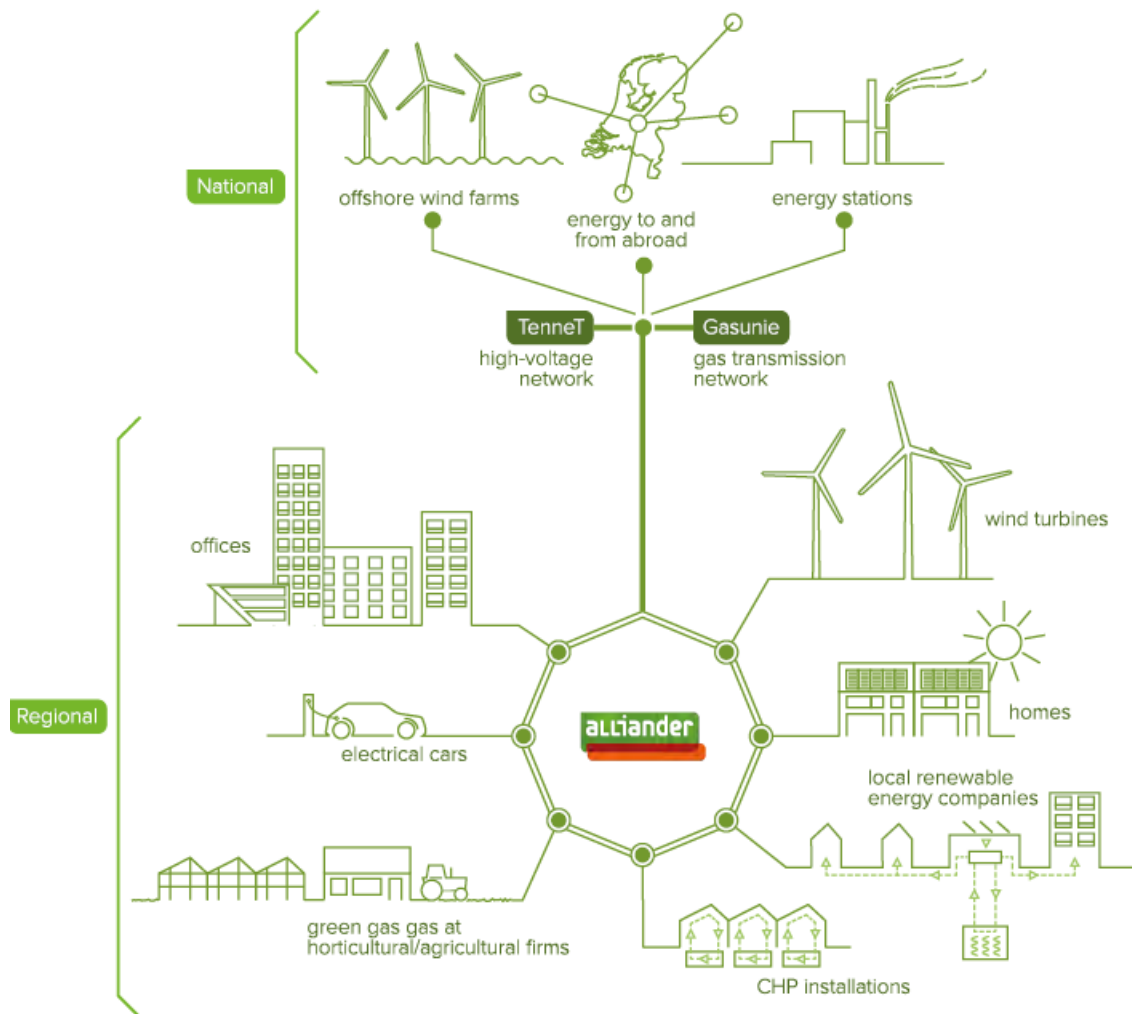 National
offshore wind farms
energy to and
from abroad
energy stations
TenneT
high-voltage
network
Gasunie
gas transmission
network
Regional
offices
wind turbines
electrical cars
alliander
homes
local renewable
energy companies
green gas gas at
horticultural/agricultural firms
CHP installations